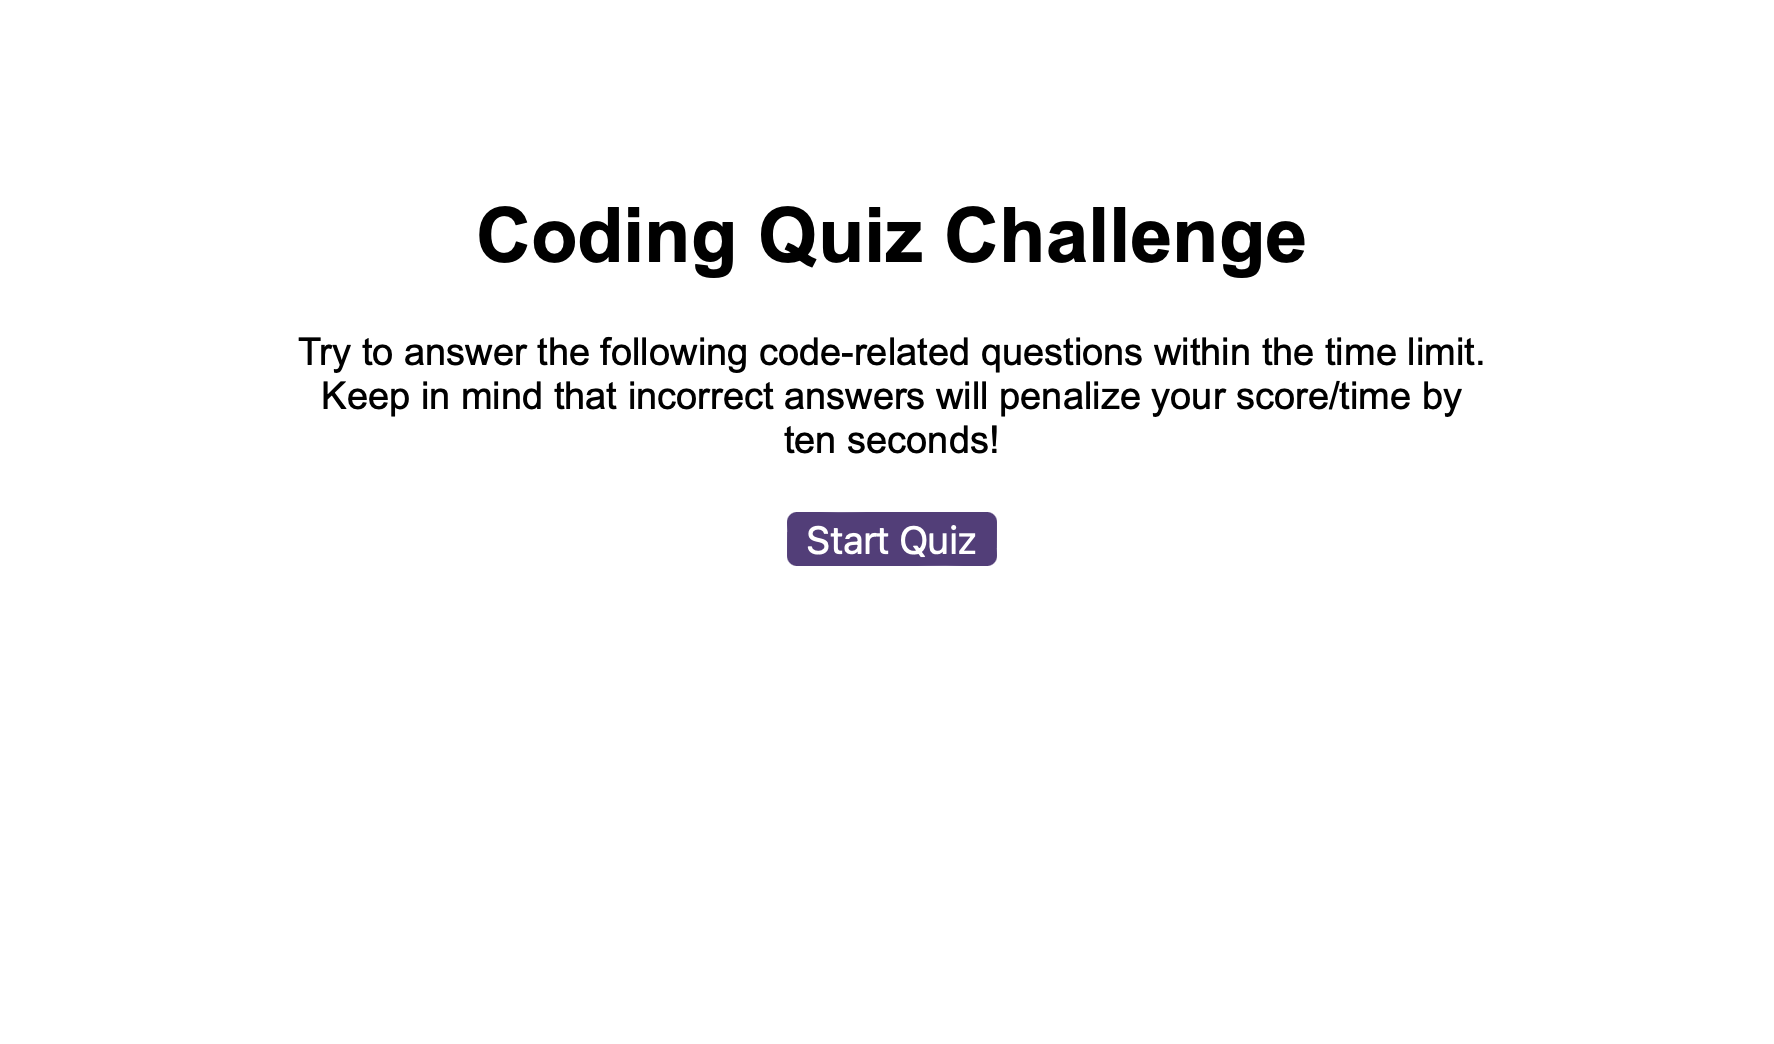 Coding Quiz Challenge
Try to answer the following code-related questions within the time limit.
Keep in mind that incorrect answers will penalize your score/time by
ten seconds!
Start Quiz